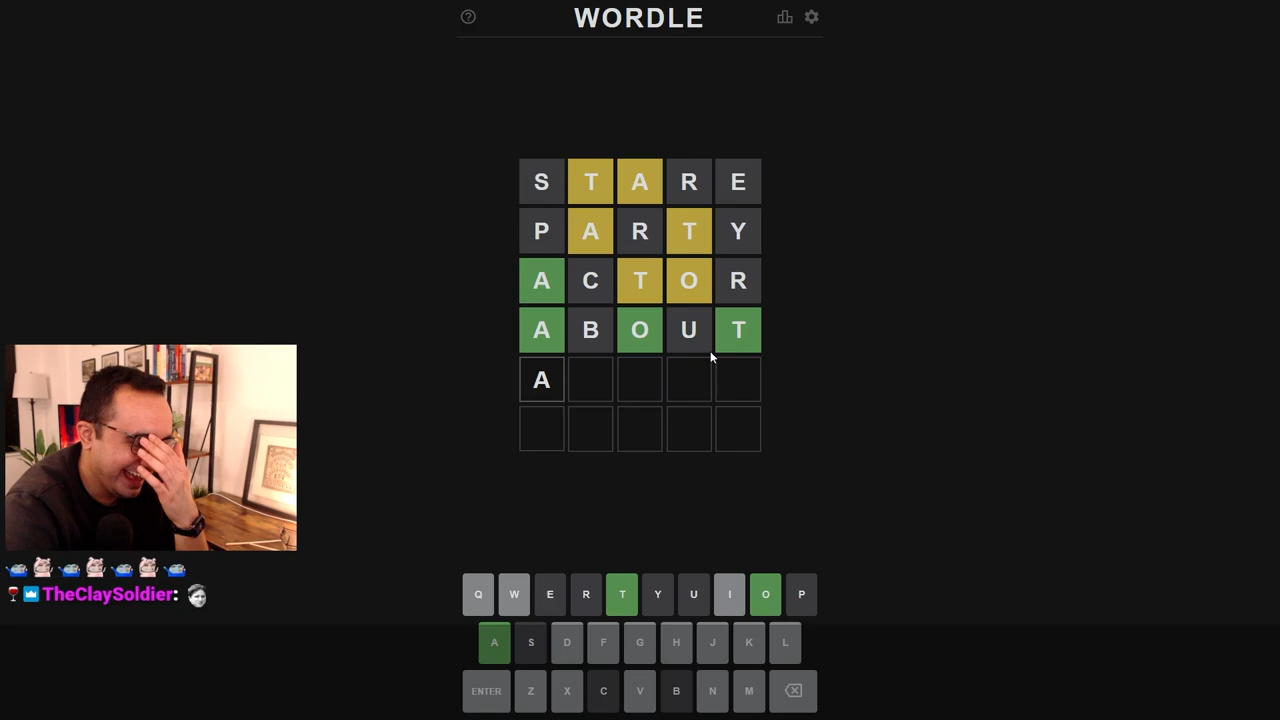 WORDLE
S T A R E
P A R T Y
A C T O R
A B O U T
A
TheClaySoldier:
Q W E R T Y U I O P
A S D F G H J K L
ENTER Z X C V B N M